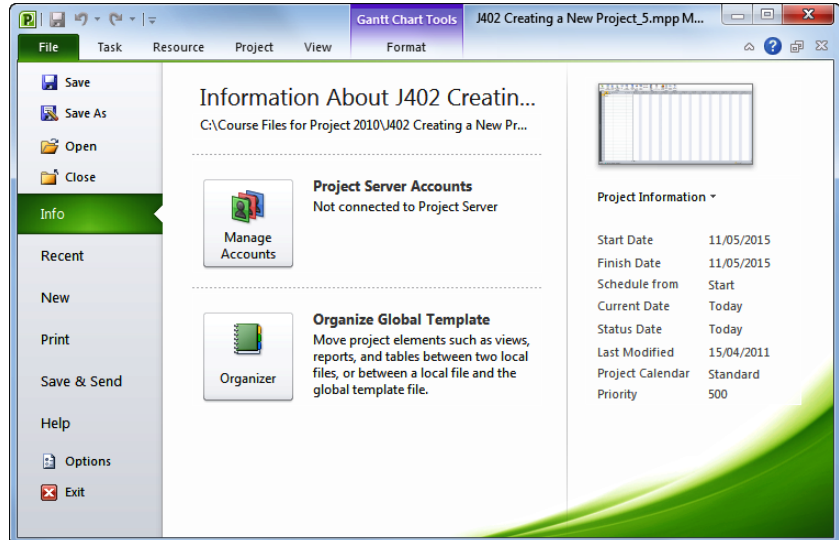 Gantt Chart Tools
J402 Creating a New Project_5.mpp M...
File Task Resource Project View Format
Save
Save As
Open
Close
Info
Recent
New
Print
Save & Send
Help
Options
Exit
Information About J402 Creatin...
C:\Course Files for Project 2010\J402 Creating a New Pr...
Manage
Accounts
Project Server Accounts
Not connected to Project Server
Organizer
Organize Global Template
Move project elements such as views,
reports, and tables between two local
files, or between a local file and the
global template file.
Project Information
Start Date 11/05/2015
Finish Date 11/05/2015
Schedule from Start
Current Date Today
Status Date Today
Last Modified 15/04/2011
Project Calendar Standard
Priority 500